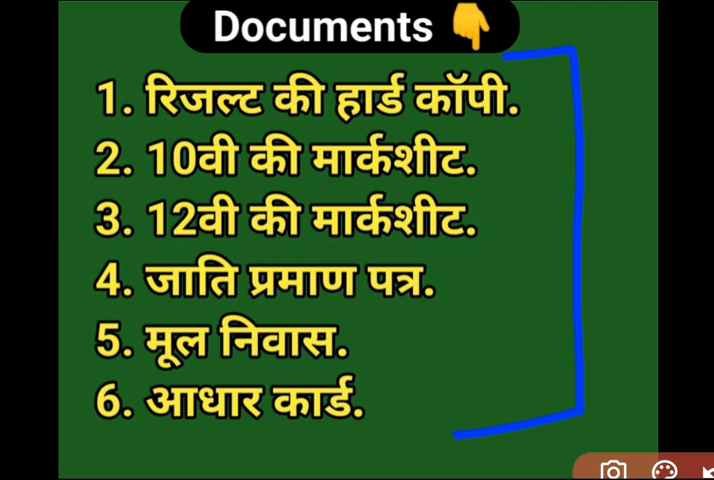 Documents 👇
1. रिजल्ट की हार्ड कॉपी.
2. 10वी की मार्कशीट.
3. 12वी की मार्कशीट.
4. जाति प्रमाण पत्र.
5. मूल निवास.
6. आधार कार्ड.